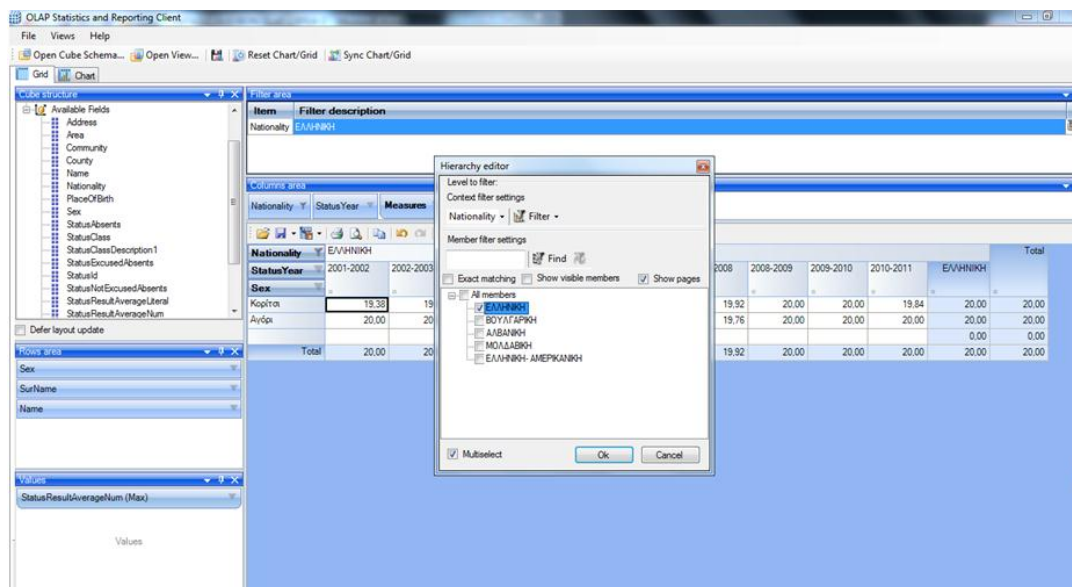 OLAP Statistics and Reporting Client
File Views Help
Open Cube Schema... Open View... Reset Chart/Grid Sync Chart/Grid
Grid Chart
Cube structure
Available Fields
Address
Area
Community
County
Name
Nationality
PlaceOfBirth
Sex
StatusAbsents
StatusClass
StatusClassDescription1
StatusExcusedAbsents
StatusId
StatusNotExcusedAbsents
StatusResultAverageLiteral
StatusResultAverageNum
Defer layout update
Rows area
Sex
SurName
Name
Values
StatusResultAverageNum (Max)
Values
Filter area
Item Filter description
Nationality ΕΛΛΗΝΙΚΗ
Columns area
Nationality StatusYear Measures
Nationality ΕΛΛΗΝΙΚΗ Total
StatusYear 2001-2002 2002-2003 2008 2008-2009 2009-2010 2010-2011 ΕΛΛΗΝΙΚΗ
Sex
Κορίτσι 19,38 19 19,92 20,00 20,00 19,84 20,00 20,00
Αγόρι 20,00 20 19,76 20,00 20,00 20,00 20,00 20,00
0,00 0,00
Total 20,00 20 19,92 20,00 20,00 20,00 20,00 20,00
Hierarchy editor
Level to filter:
Context filter settings
Nationality Filter
Member filter settings
Find
Exact matching Show visible members Show pages
All members
ΕΛΛΗΝΙΚΗ
ΒΟΥΛΓΑΡΙΚΗ
ΑΛΒΑΝΙΚΗ
ΜΟΛΔΑΒΙΚΗ
ΕΛΛΗΝΙΚΗ- ΑΜΕΡΙΚΑΝΙΚΗ
Multiselect Ok Cancel